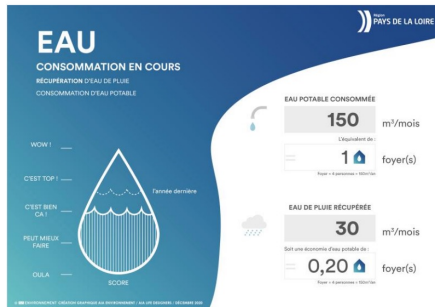 Région
PAYS DE LA LOIRE
EAU
CONSOMMATION EN COURS
RÉCUPÉRATION D'EAU DE PLUIE
CONSOMMATION D'EAU POTABLE
WOW !
C'EST TOP !
C'EST BIEN
ÇA !
PEUT MIEUX
FAIRE
OULA
l'année dernière
SCORE
EAU POTABLE CONSOMMÉE
150 m³/mois
L'équivalent de :
1 foyer(s)
EAU DE PLUIE RÉCUPÉRÉE
30 m³/mois
Soit une économie d'eau potable de :
0,20 foyer(s)